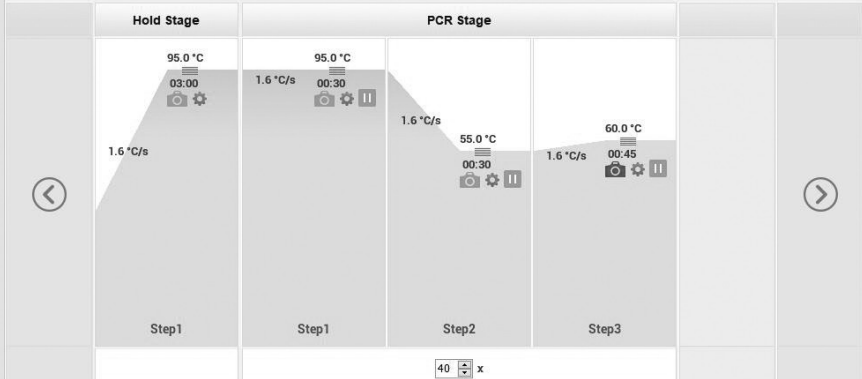 Hold Stage
PCR Stage
95.0 °C
03:00
1.6 °C/s
Step1
95.0 °C
1.6 °C/s
00:30
Step1
1.6 °C/s
55.0 °C
00:30
Step2
60.0 °C
1.6 °C/s
00:45
Step3
40 x